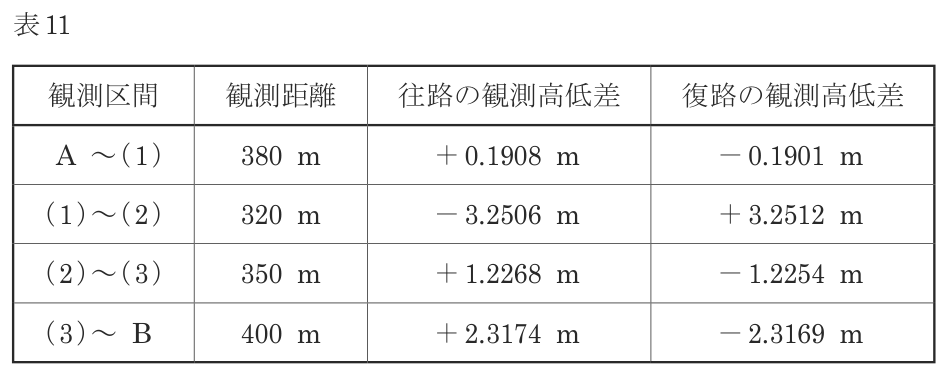 表11
観測区間 観測距離 往路の観測高低差 復路の観測高低差
A ～(1) 380 m ＋0.1908 m －0.1901 m
(1)～(2) 320 m －3.2506 m ＋3.2512 m
(2)～(3) 350 m ＋1.2268 m －1.2254 m
(3)～ B 400 m ＋2.3174 m －2.3169 m